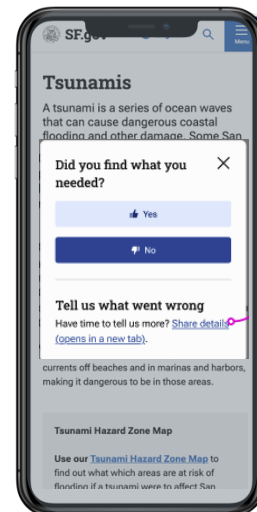 SF.gov
Menu
Tsunamis
A tsunami is a series of ocean waves
that can cause dangerous coastal
flooding and other damage. Some San
Did you find what you
needed?
Yes
No
Tell us what went wrong
Have time to tell us more? Share details
(opens in a new tab).
currents off beaches and in marinas and harbors,
making it dangerous to be in those areas.
Tsunami Hazard Zone Map
Use our Tsunami Hazard Zone Map to
find out what which areas are at risk of
flooding if a tsunami were to affect San